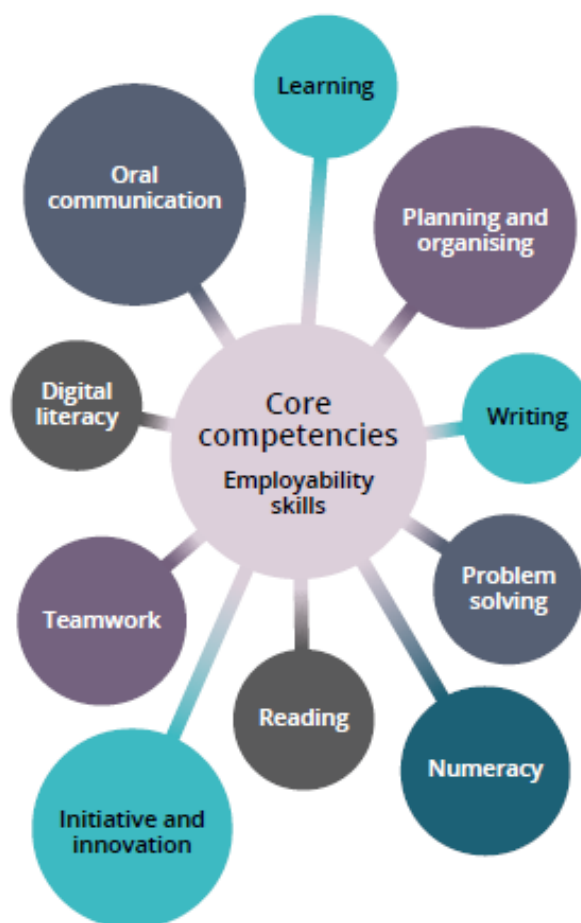 Learning
Oral
communication
Planning and
organising
Digital
literacy
Core
competencies
Employability
skills
Writing
Problem
solving
Teamwork
Reading
Numeracy
Initiative and
innovation